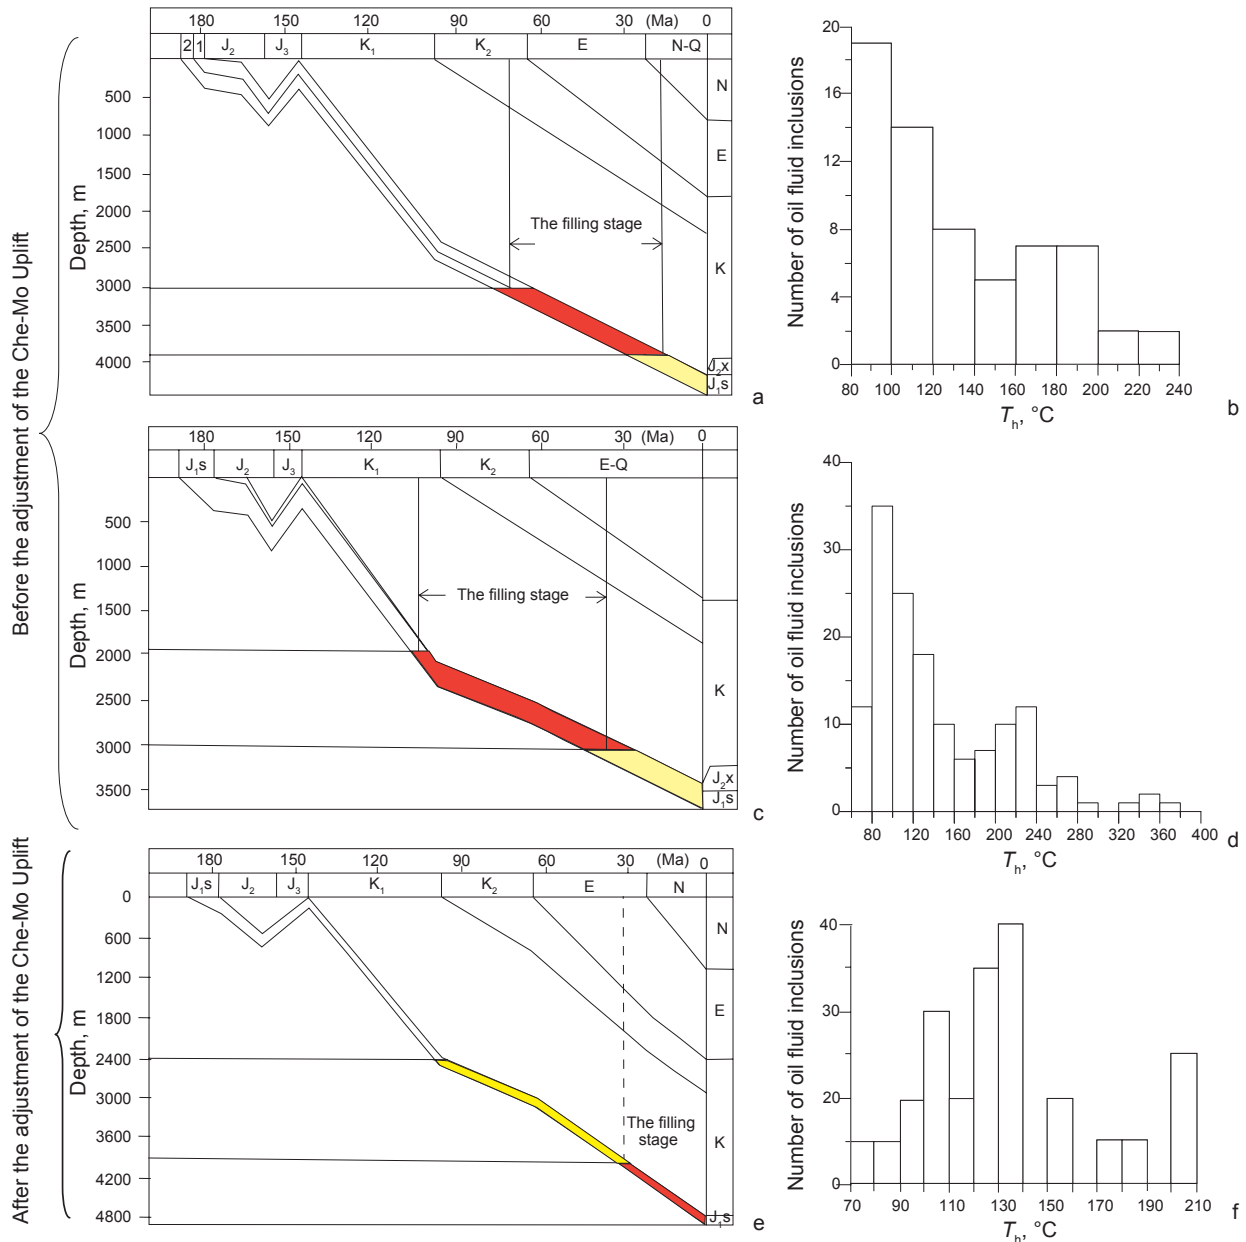 Before the adjustment of the Che-Mo Uplift
180 150 120 90 60 30 (Ma) 0
2 1 J₂ J₃ K₁ K₂ E N-Q
Depth, m
500
1000
1500
2000
2500
3000
3500
4000
The filling stage
N
E
K
J₂x
J₁s
a
Number of oil fluid inclusions
20
16
12
8
4
0
80 100 120 140 160 180 200 220 240
Tₕ, °C
b
180 150 120 90 60 30 (Ma) 0
J₁s J₂ J₃ K₁ K₂ E-Q
Depth, m
500
1000
1500
2000
2500
3000
3500
The filling stage
K
J₂x
J₁s
c
Number of oil fluid inclusions
40
30
20
10
0
80 120 160 200 240 280 320 360 400
Tₕ, °C
d
After the adjustment of the Che-Mo Uplift
180 150 120 90 60 30 (Ma) 0
J₁s J₂ J₃ K₁ K₂ E N
Depth, m
0
600
1200
1800
2400
3000
3600
4200
4800
The filling
stage
N
E
K
J₁s
e
Number of oil fluid inclusions
40
30
20
10
0
70 90 110 130 150 170 190 210
Tₕ, °C
f